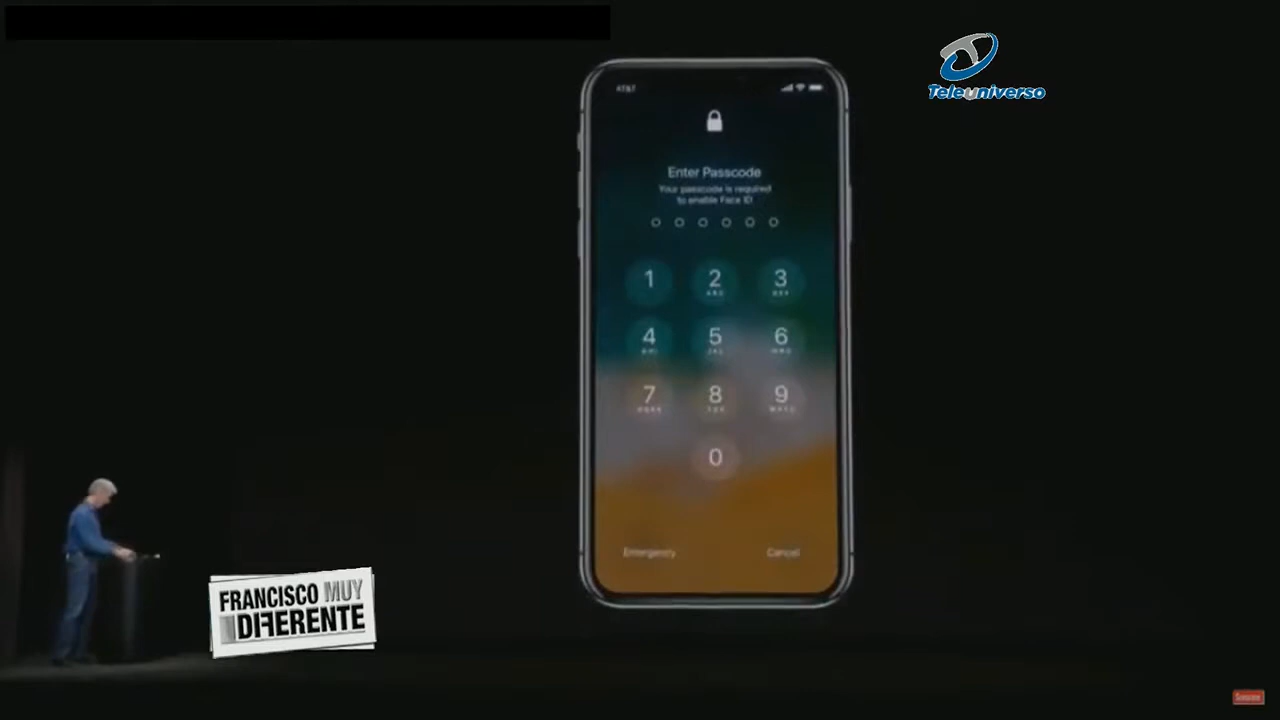 Teleuniverso
AT&T
Enter Passcode
Your passcode is required
to enable Face ID
1
2
ABC
3
DEF
4
GHI
5
JKL
6
MNO
7
PQRS
8
TUV
9
WXYZ
0
Emergency
Cancel
FRANCISCO MUY
DIFERENTE